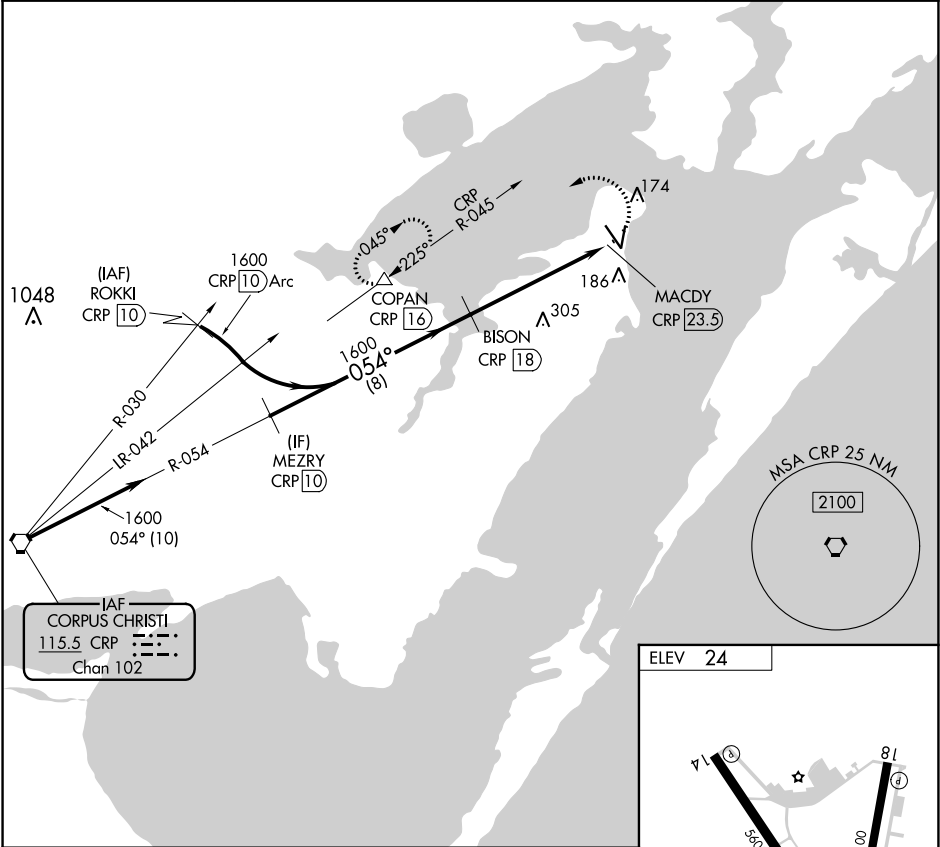 174
CRP
R-045
045°
225°
1600
CRP 10 Arc
(IAF)
ROKKI
CRP 10
1048
COPAN
CRP 16
186
MACDY
CRP 23.5
305
BISON
CRP 18
1600
054°
(8)
R-030
LR-042
R-054
(IF)
MEZRY
CRP 10
MSA CRP 25 NM
2100
1600
054° (10)
IAF
CORPUS CHRISTI
115.5 CRP
Chan 102
ELEV 24
14
P
18
P
560
00